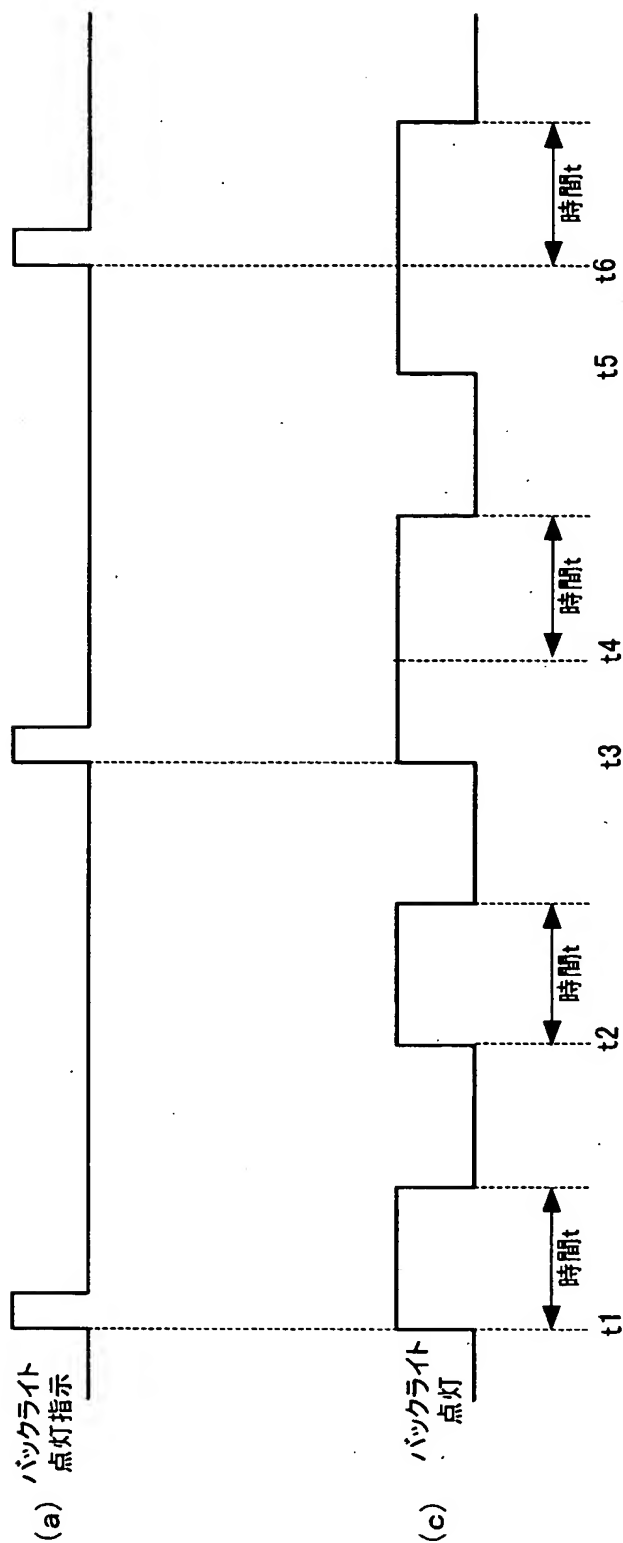 (a)
バックライト
点灯指示
(c)
バックライト
点灯
時間t
時間t
時間t
時間t
t1
t2
t3
t4
t5
t6